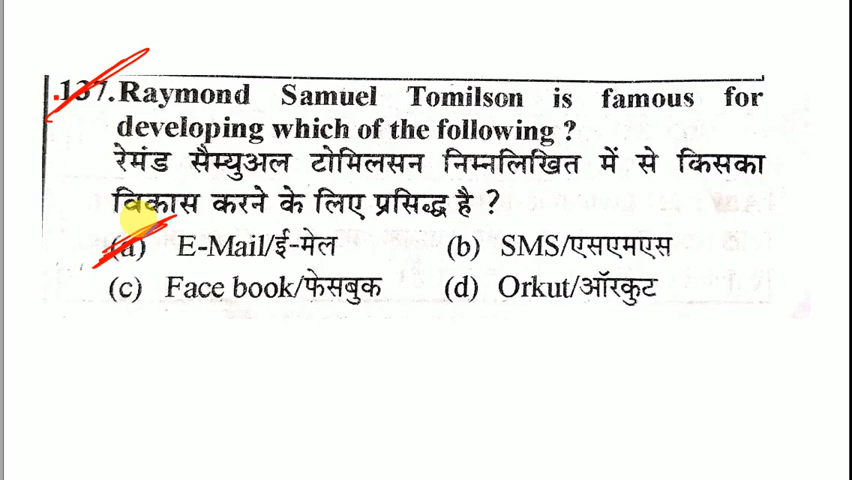 .137. Raymond Samuel Tomilson is famous for
developing which of the following ?
रेमंड सैम्युअल टोमिलसन निम्नलिखित में से किसका
विकास करने के लिए प्रसिद्ध है ?
(a) E-Mail/ई-मेल (b) SMS/एसएमएस
(c) Face book/फेसबुक (d) Orkut/ऑरकुट